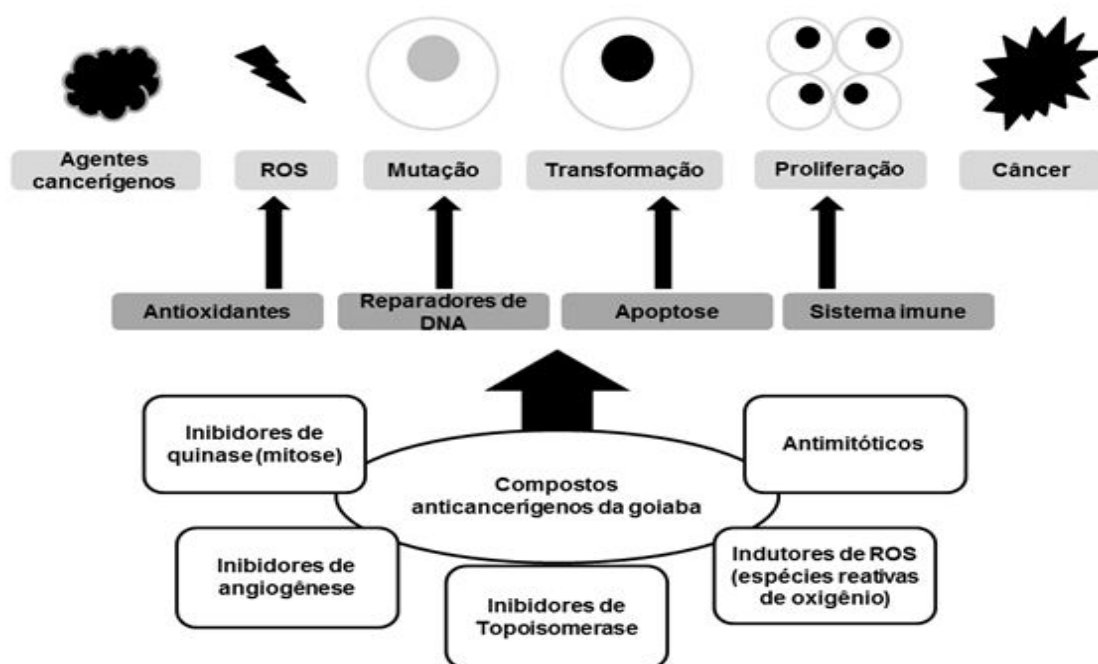 Agentes
cancerígenos
ROS
Mutação
Transformação
Proliferação
Câncer
Antioxidantes
Reparadores de
DNA
Apoptose
Sistema imune
Inibidores de
quinase (mitose)
Antimitóticos
Compostos
anticancerígenos da goiaba
Inibidores de
angiogênese
Indutores de ROS
(espécies reativas
de oxigênio)
Inibidores de
Topoisomerase